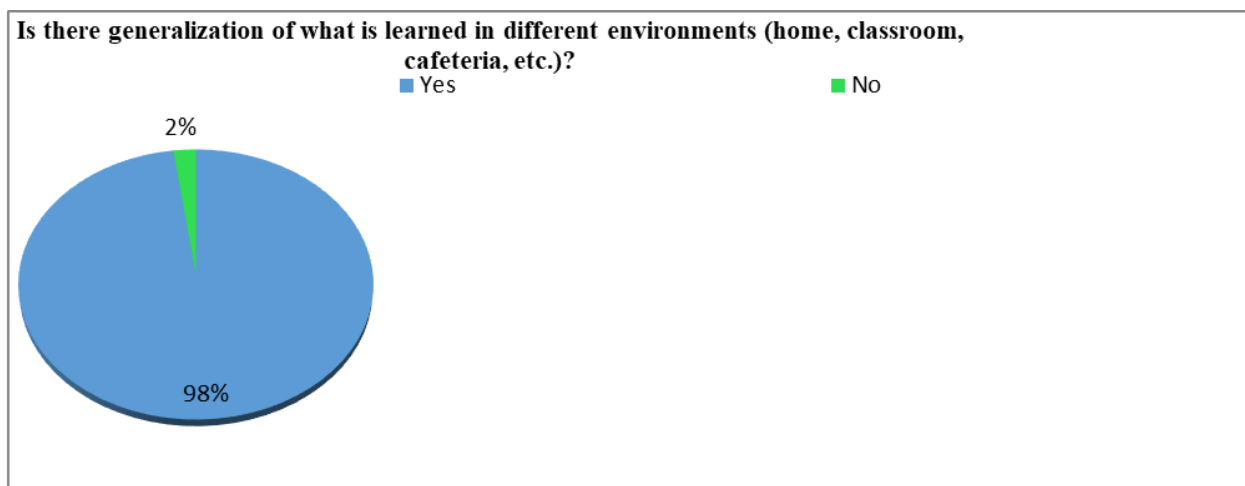 Is there generalization of what is learned in different environments (home, classroom,
cafeteria, etc.)?
Yes No
2%
98%